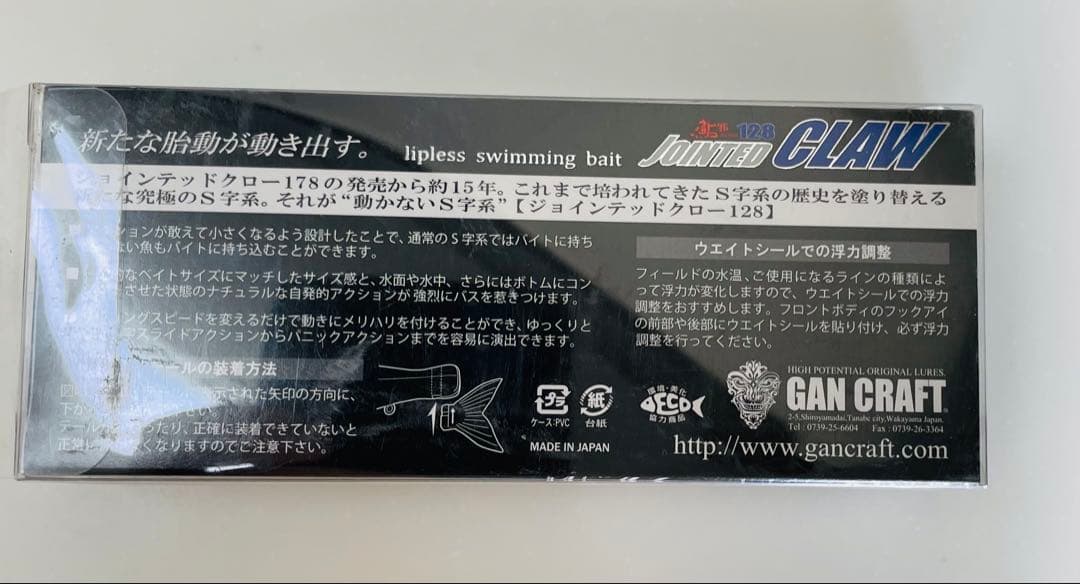 新たな胎動が動き出す。 lipless swimming bait 128 JOINTED CLAW
ジョインテッドクロー178の発売から約15年。これまで培われてきたS字系の歴史を塗り替える
な究極のS字系。それが“動かないS字系”【ジョインテッドクロー128】
ションが敢えて小さくなるよう設計したことで、通常のS字系ではバイトに持ち
ない魚もバイトに持ち込むことができます。
的なベイトサイズにマッチしたサイズ感と、水面や水中、さらにはボトムにコン
させた状態のナチュラルな自発的アクションが強烈にバスを惹きつけます。
ングスピードを変えるだけで動きにメリハリを付けることができ、ゆっくりと
スライドアクションからパニックアクションまでを容易に演出できます。
ールの装着方法
示された矢印の方向に、
下か
テール ったり、正確に装着できていないと
正常に なくなりますのでご注意下さい。
ウエイトシールでの浮力調整
フィールドの水温、ご使用になるラインの種類によ
って浮力が変化しますので、ウエイトシールでの浮力
調整をおすすめします。フロントボディのフックアイ
の前部や後部にウエイトシールを貼り付け、必ず浮力
調整を行ってください。
プラ
ケース:PVC
紙
台紙
環境・美化
ECO
協力商品
MADE IN JAPAN
HIGH POTENTIAL ORIGINAL LURES.
GAN CRAFT
2-5,Shiroyamadai,Tanabe city,Wakayama Japan.
Tel : 0739-25-6604 Fax : 0739-26-3364
http://www.gancraft.com